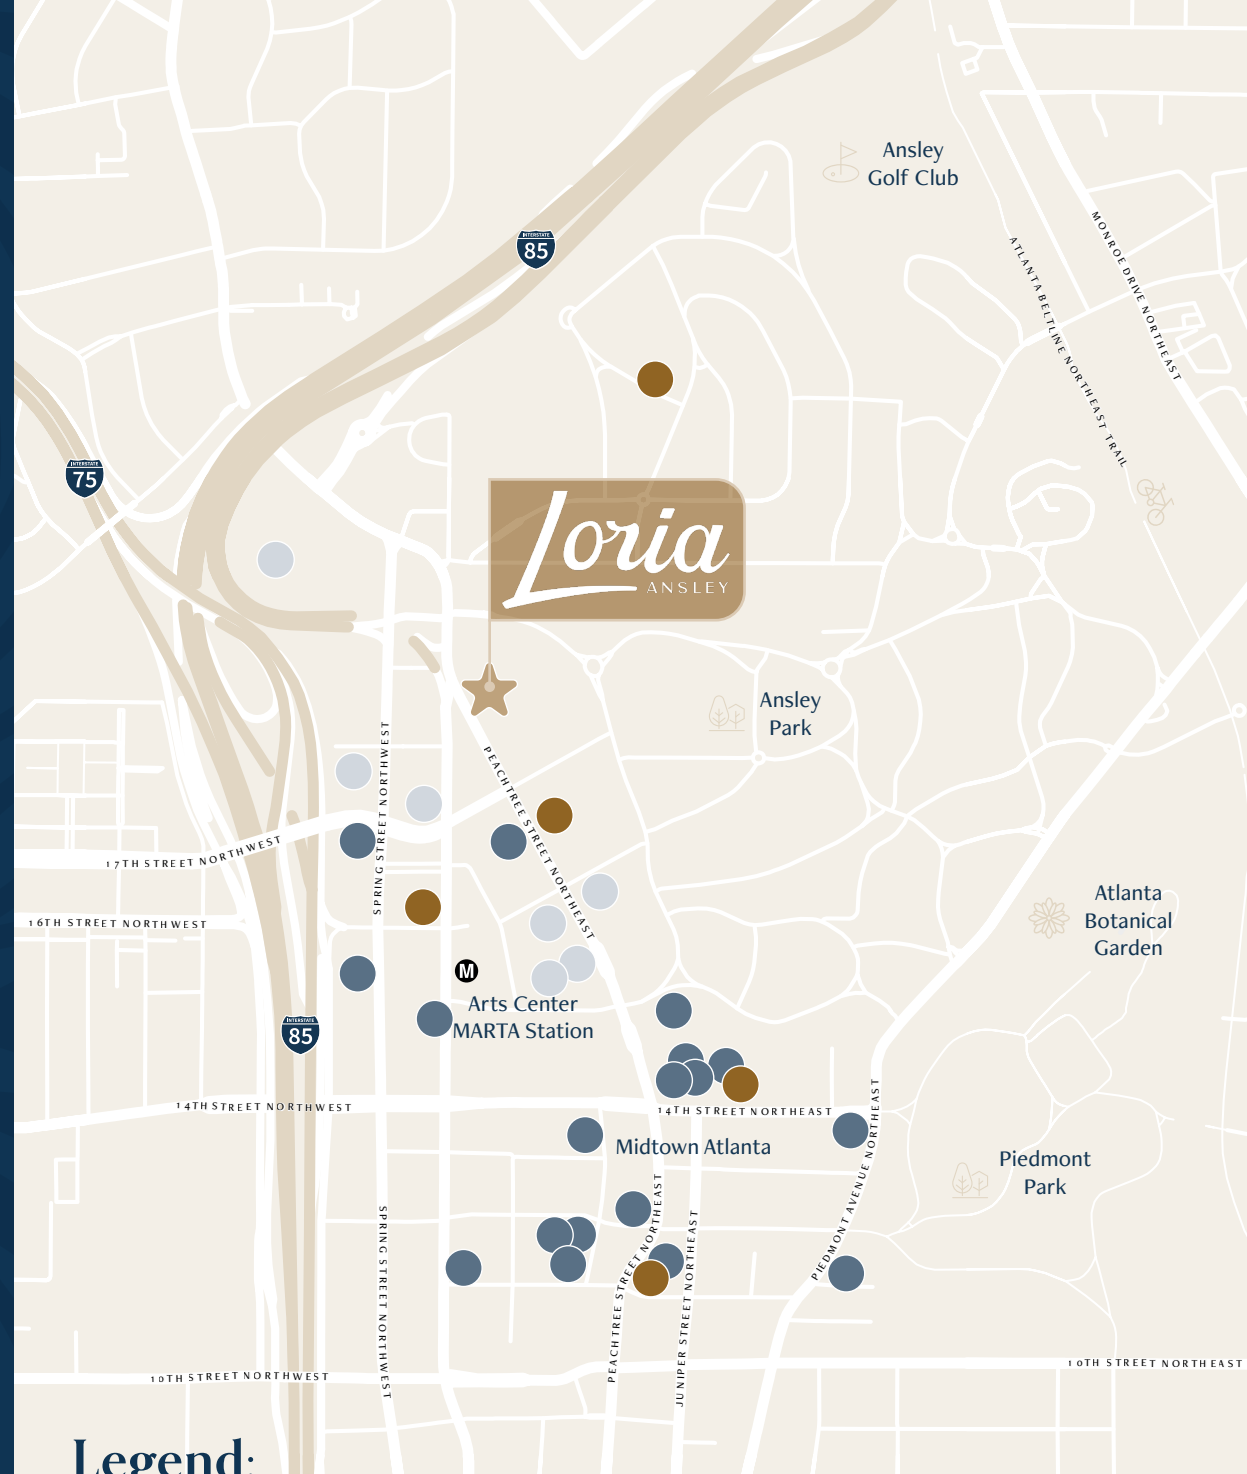 Ansley
Golf Club
MONROE DRIVE NORTHEAST
ATLANTA BELTLINE NORTHEAST TRAIL
INTERSTATE
85
INTERSTATE
75
Loria
ANSLEY
Ansley
Park
SPRING STREET NORTHWEST
PEACHTREE STREET NORTHEAST
17TH STREET NORTHWEST
16TH STREET NORTHWEST
Atlanta
Botanical
Garden
M
Arts Center
MARTA Station
INTERSTATE
85
14TH STREET NORTHWEST
14TH STREET NORTHEAST
Midtown Atlanta
PIEDMONT AVENUE NORTHEAST
Piedmont
Park
SPRING STREET NORTHWEST
PEACHTREE STREET NORTHEAST
JUNIPER STREET NORTHEAST
10TH STREET NORTHWEST
10TH STREET NORTHEAST
Legend: